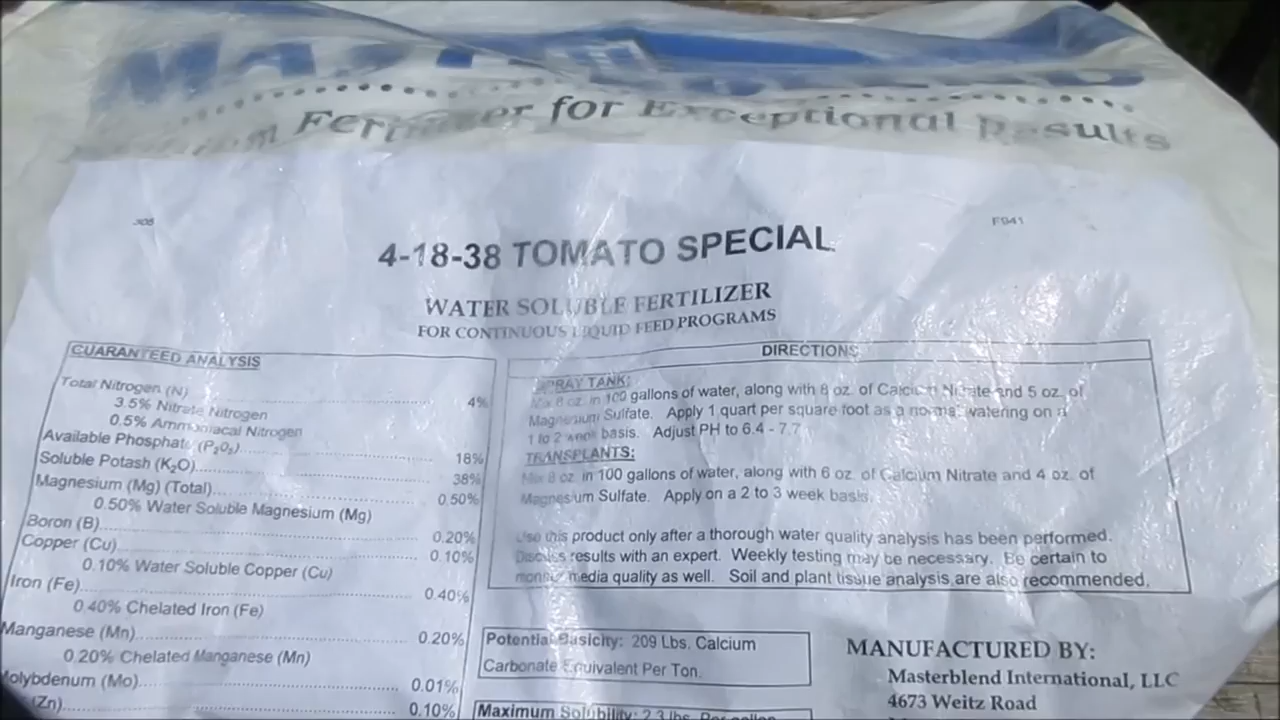 Fertilizer for Exceptional Results
308
F941
4-18-38 TOMATO SPECIAL
WATER SOLUBLE FERTILIZER
FOR CONTINUOUS LIQUID FEED PROGRAMS
GUARANTEED ANALYSIS
Total Nitrogen (N) 4%
3.5% Nitrate Nitrogen
0.5% Ammoniacal Nitrogen
Available Phosphate (P₂O₅) 18%
Soluble Potash (K₂O) 38%
Magnesium (Mg) (Total) 0.50%
0.50% Water Soluble Magnesium (Mg)
Boron (B) 0.20%
Copper (Cu) 0.10%
0.10% Water Soluble Copper (Cu)
Iron (Fe) 0.40%
0.40% Chelated Iron (Fe)
Manganese (Mn) 0.20%
0.20% Chelated Manganese (Mn)
Molybdenum (Mo) 0.01%
(Zn) 0.10%
DIRECTIONS
SPRAY TANK:
Mix 8 oz. in 100 gallons of water, along with 8 oz. of Calcium Nitrate and 5 oz. of
Magnesium Sulfate. Apply 1 quart per square foot as a normal watering on a
1 to 2 week basis. Adjust PH to 6.4 - 7.7
TRANSPLANTS:
Mix 8 oz. in 100 gallons of water, along with 6 oz. of Calcium Nitrate and 4 oz. of
Magnesium Sulfate. Apply on a 2 to 3 week basis.
Use this product only after a thorough water quality analysis has been performed.
Discuss results with an expert. Weekly testing may be necessary. Be certain to
monitor media quality as well. Soil and plant tissue analysis are also recommended.
Potential Basicity: 209 Lbs. Calcium
Carbonate Equivalent Per Ton.
Maximum Solubility: 2.3 lbs. Per gallon
MANUFACTURED BY:
Masterblend International, LLC
4673 Weitz Road